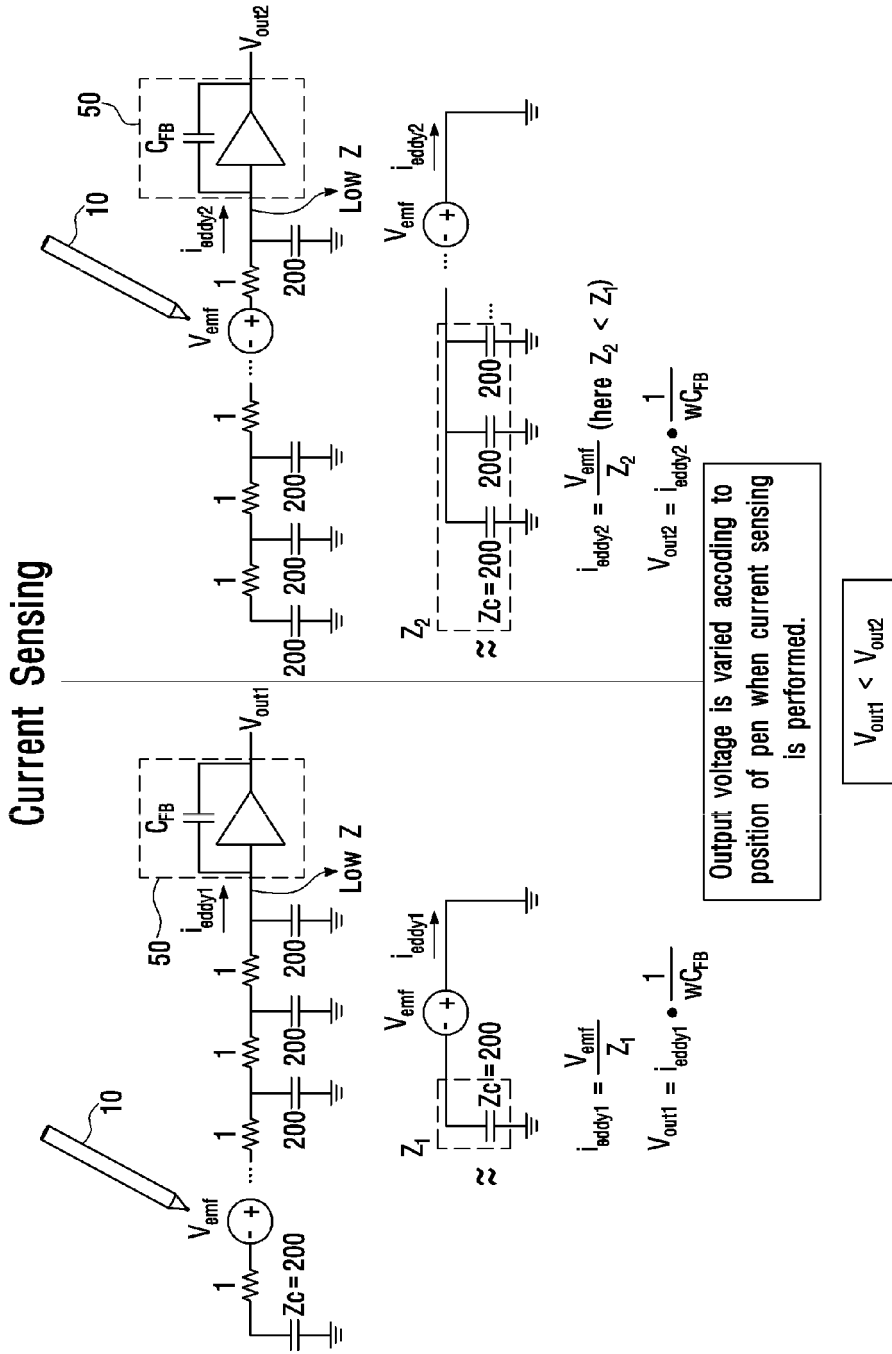 Current Sensing
10
V_emf
1
Zc=200
...
1
200
1
200
1
200
i_eddy1
50
C_FB
V_out1
Low Z
≈
Z_1
Zc=200
V_emf
i_eddy1
i_eddy1 = V_emf / Z_1
V_out1 = i_eddy1 • 1 / wC_FB
200
1
200
1
200
1
...
10
V_emf
1
200
i_eddy2
50
C_FB
V_out2
Low Z
≈
Z_2
Zc=200
200
200
...
...
V_emf
i_eddy2
i_eddy2 = V_emf / Z_2 (here Z_2 < Z_1)
V_out2 = i_eddy2 • 1 / wC_FB
Output voltage is varied accoding to
position of pen when current sensing
is performed.
V_out1 < V_out2